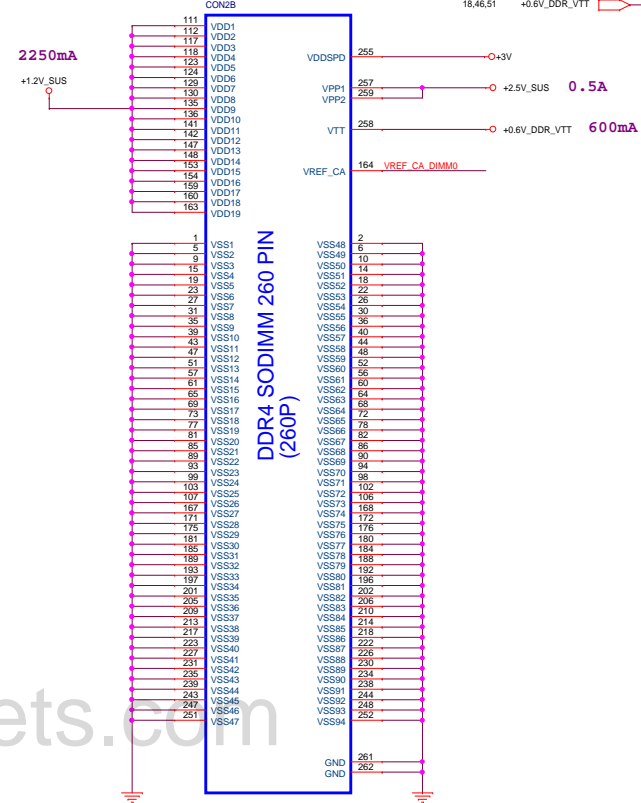 CON2B
18,46,51 +0.6V_DDR_VTT
2250mA
+1.2V_SUS
111 VDD1
112 VDD2
117 VDD3
118 VDD4
123 VDD5
124 VDD6
129 VDD7
130 VDD8
135 VDD9
136 VDD10
141 VDD11
142 VDD12
147 VDD13
148 VDD14
153 VDD15
154 VDD16
159 VDD17
160 VDD18
163 VDD19
VDDSPD 255 +3V
VPP1 257 +2.5V_SUS 0.5A
VPP2 259
VTT 258 +0.6V_DDR_VTT 600mA
VREF_CA 164 VREF_CA_DIMM0
DDR4 SODIMM 260 PIN
(260P)
1 VSS1 VSS48 2
5 VSS2 VSS49 6
9 VSS3 VSS50 10
15 VSS4 VSS51 14
19 VSS5 VSS52 18
23 VSS6 VSS53 22
27 VSS7 VSS54 26
31 VSS8 VSS55 30
35 VSS9 VSS56 36
39 VSS10 VSS57 40
43 VSS11 VSS58 44
47 VSS12 VSS59 48
51 VSS13 VSS60 52
57 VSS14 VSS61 56
61 VSS15 VSS62 60
65 VSS16 VSS63 64
69 VSS17 VSS64 68
73 VSS18 VSS65 72
77 VSS19 VSS66 78
81 VSS20 VSS67 82
85 VSS21 VSS68 86
89 VSS22 VSS69 90
93 VSS23 VSS70 94
99 VSS24 VSS71 98
103 VSS25 VSS72 102
107 VSS26 VSS73 106
167 VSS27 VSS74 168
171 VSS28 VSS75 172
175 VSS29 VSS76 176
181 VSS30 VSS77 180
185 VSS31 VSS78 184
189 VSS32 VSS79 188
193 VSS33 VSS80 192
197 VSS34 VSS81 196
201 VSS35 VSS82 202
205 VSS36 VSS83 206
209 VSS37 VSS84 210
213 VSS38 VSS85 214
217 VSS39 VSS86 218
223 VSS40 VSS87 222
227 VSS41 VSS88 226
231 VSS42 VSS89 230
235 VSS43 VSS90 234
239 VSS44 VSS91 238
243 VSS45 VSS92 244
247 VSS46 VSS93 248
251 VSS47 VSS94 252
GND 261
GND 262
ets.com